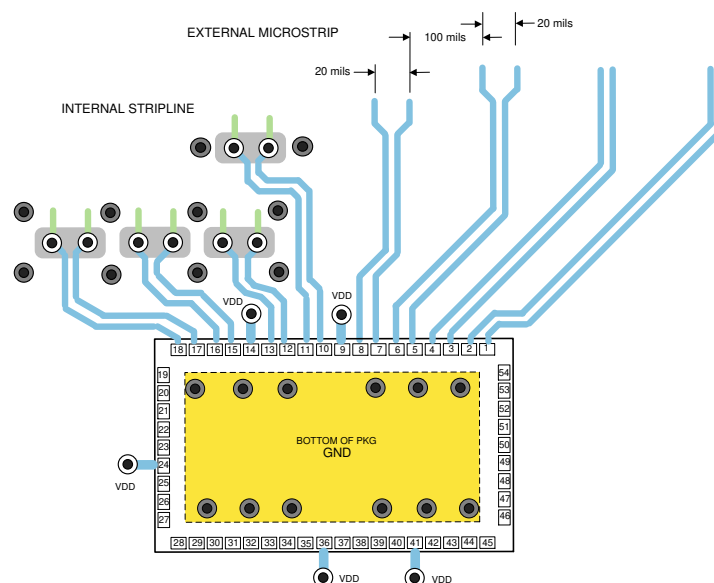 EXTERNAL MICROSTRIP
20 mils
100 mils
20 mils
INTERNAL STRIPLINE
VDD
VDD
18 17 16 15 14 13 12 11 10 9 8 7 6 5 4 3 2 1
19
20
21
22
23
24
25
26
27
54
53
52
51
50
49
48
47
46
BOTTOM OF PKG
GND
VDD
28 29 30 31 32 33 34 35 36 37 38 39 40 41 42 43 44 45
VDD
VDD